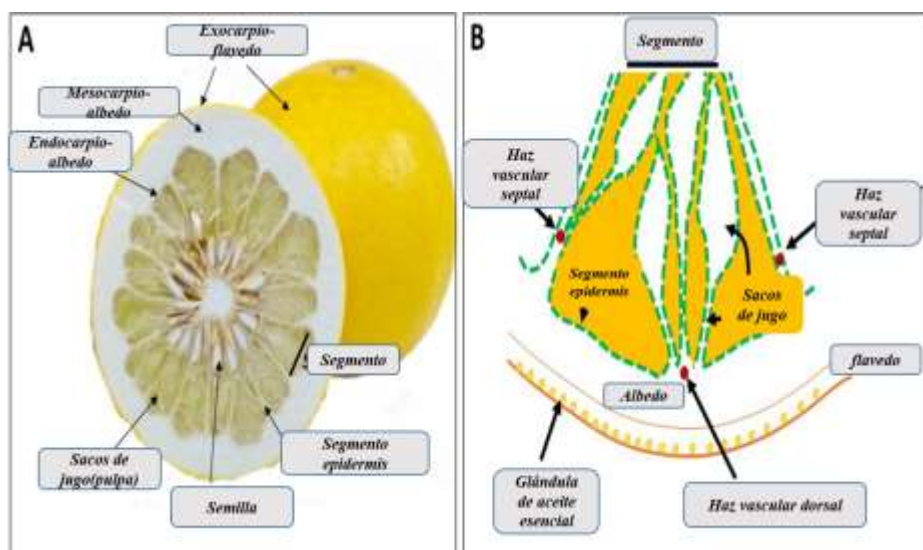 A
Exocarpio-
flavedo
Mesocarpio-
albedo
Endocarpio-
albedo
Segmento
Segmento
epidermis
Sacos de
jugo(pulpa)
Semilla
B
Segmento
Haz
vascular
septal
Haz
vascular
septal
Segmento
epidermis
Sacos
de jugo
flavedo
Albedo
Glándula
de aceite
esencial
Haz vascular dorsal